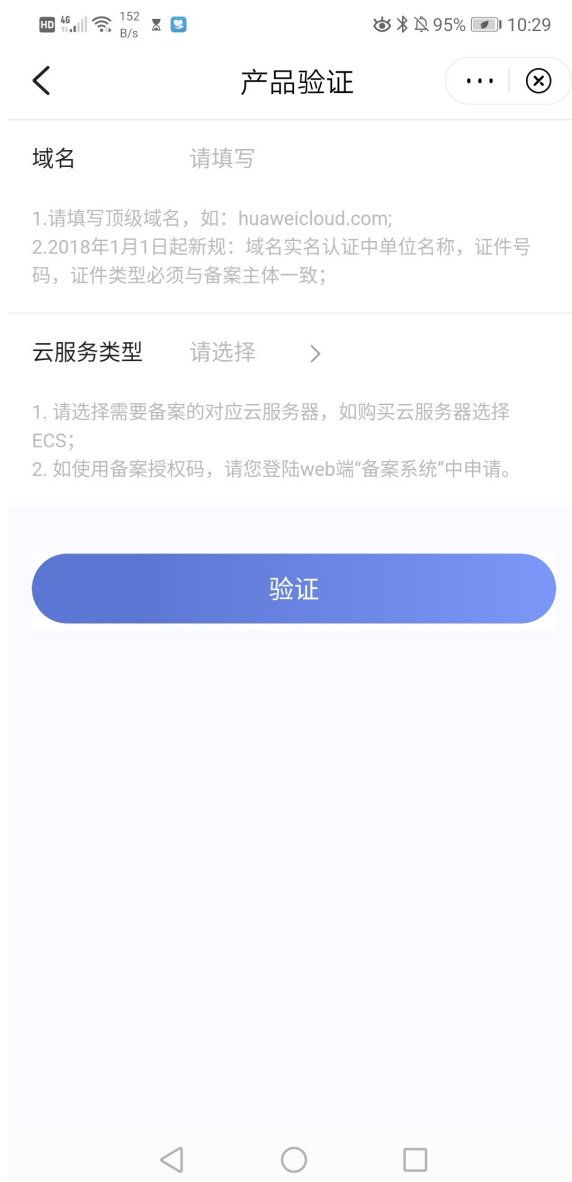 HD 4G 152 B/s 95% 10:29
产品验证
域名 请填写
1.请填写顶级域名，如：huaweicloud.com;
2.2018年1月1日起新规：域名实名认证中单位名称，证件号
码，证件类型必须与备案主体一致；
云服务类型 请选择
1. 请选择需要备案的对应云服务器，如购买云服务器选择
ECS；
2. 如使用备案授权码，请您登陆web端“备案系统”中申请。
验证